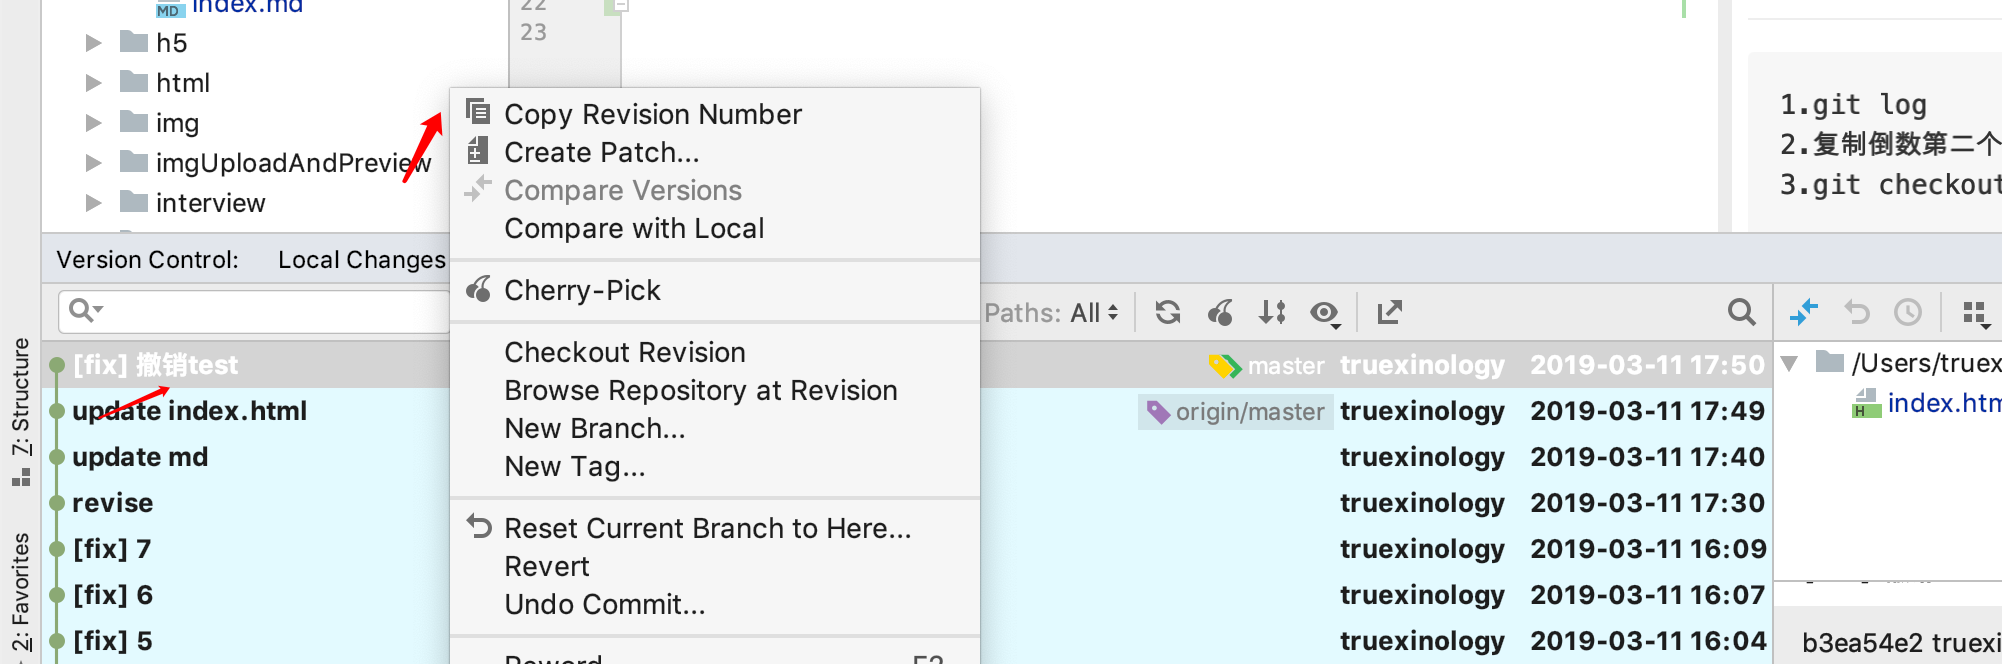 index.md
h5
html
img
imgUploadAndPreview
interview
22
23
1.git log
2.复制倒数第二个
3.git checkout
Copy Revision Number
Create Patch...
Compare Versions
Compare with Local
Cherry-Pick
Checkout Revision
Browse Repository at Revision
New Branch...
New Tag...
Reset Current Branch to Here...
Revert
Undo Commit...
Reword F2
Version Control: Local Changes
Paths: All
[fix] 撤销test master truexinology 2019-03-11 17:50
update index.html origin/master truexinology 2019-03-11 17:49
update md truexinology 2019-03-11 17:40
revise truexinology 2019-03-11 17:30
[fix] 7 truexinology 2019-03-11 16:09
[fix] 6 truexinology 2019-03-11 16:07
[fix] 5 truexinology 2019-03-11 16:04
/Users/truex
index.htm
b3ea54e2 truexi
7: Structure
2: Favorites
MD
H